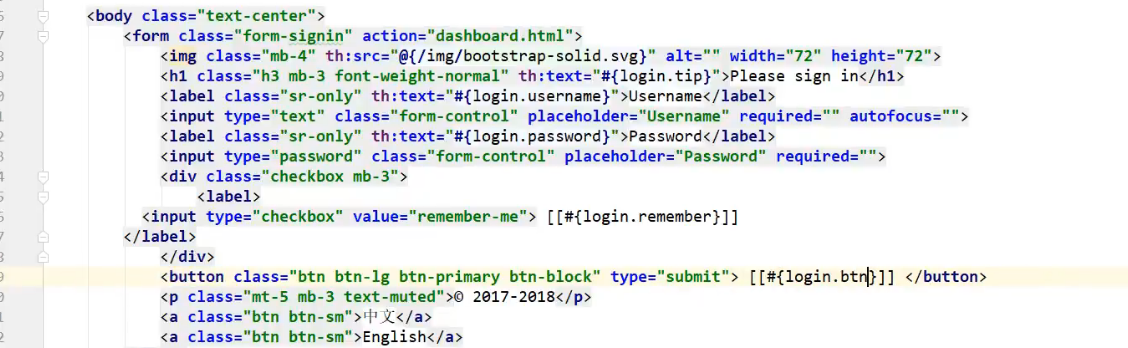 <body class="text-center">
<form class="form-signin" action="dashboard.html">
<img class="mb-4" th:src="@{/img/bootstrap-solid.svg}" alt="" width="72" height="72">
<h1 class="h3 mb-3 font-weight-normal" th:text="#{login.tip}">Please sign in</h1>
<label class="sr-only" th:text="#{login.username}">Username</label>
<input type="text" class="form-control" placeholder="Username" required="" autofocus="">
<label class="sr-only" th:text="#{login.password}">Password</label>
<input type="password" class="form-control" placeholder="Password" required="">
<div class="checkbox mb-3">
<label>
<input type="checkbox" value="remember-me"> [[#{login.remember}]]
</label>
</div>
<button class="btn btn-lg btn-primary btn-block" type="submit"> [[#{login.btn}]] </button>
<p class="mt-5 mb-3 text-muted">© 2017-2018</p>
<a class="btn btn-sm">中文</a>
<a class="btn btn-sm">English</a>